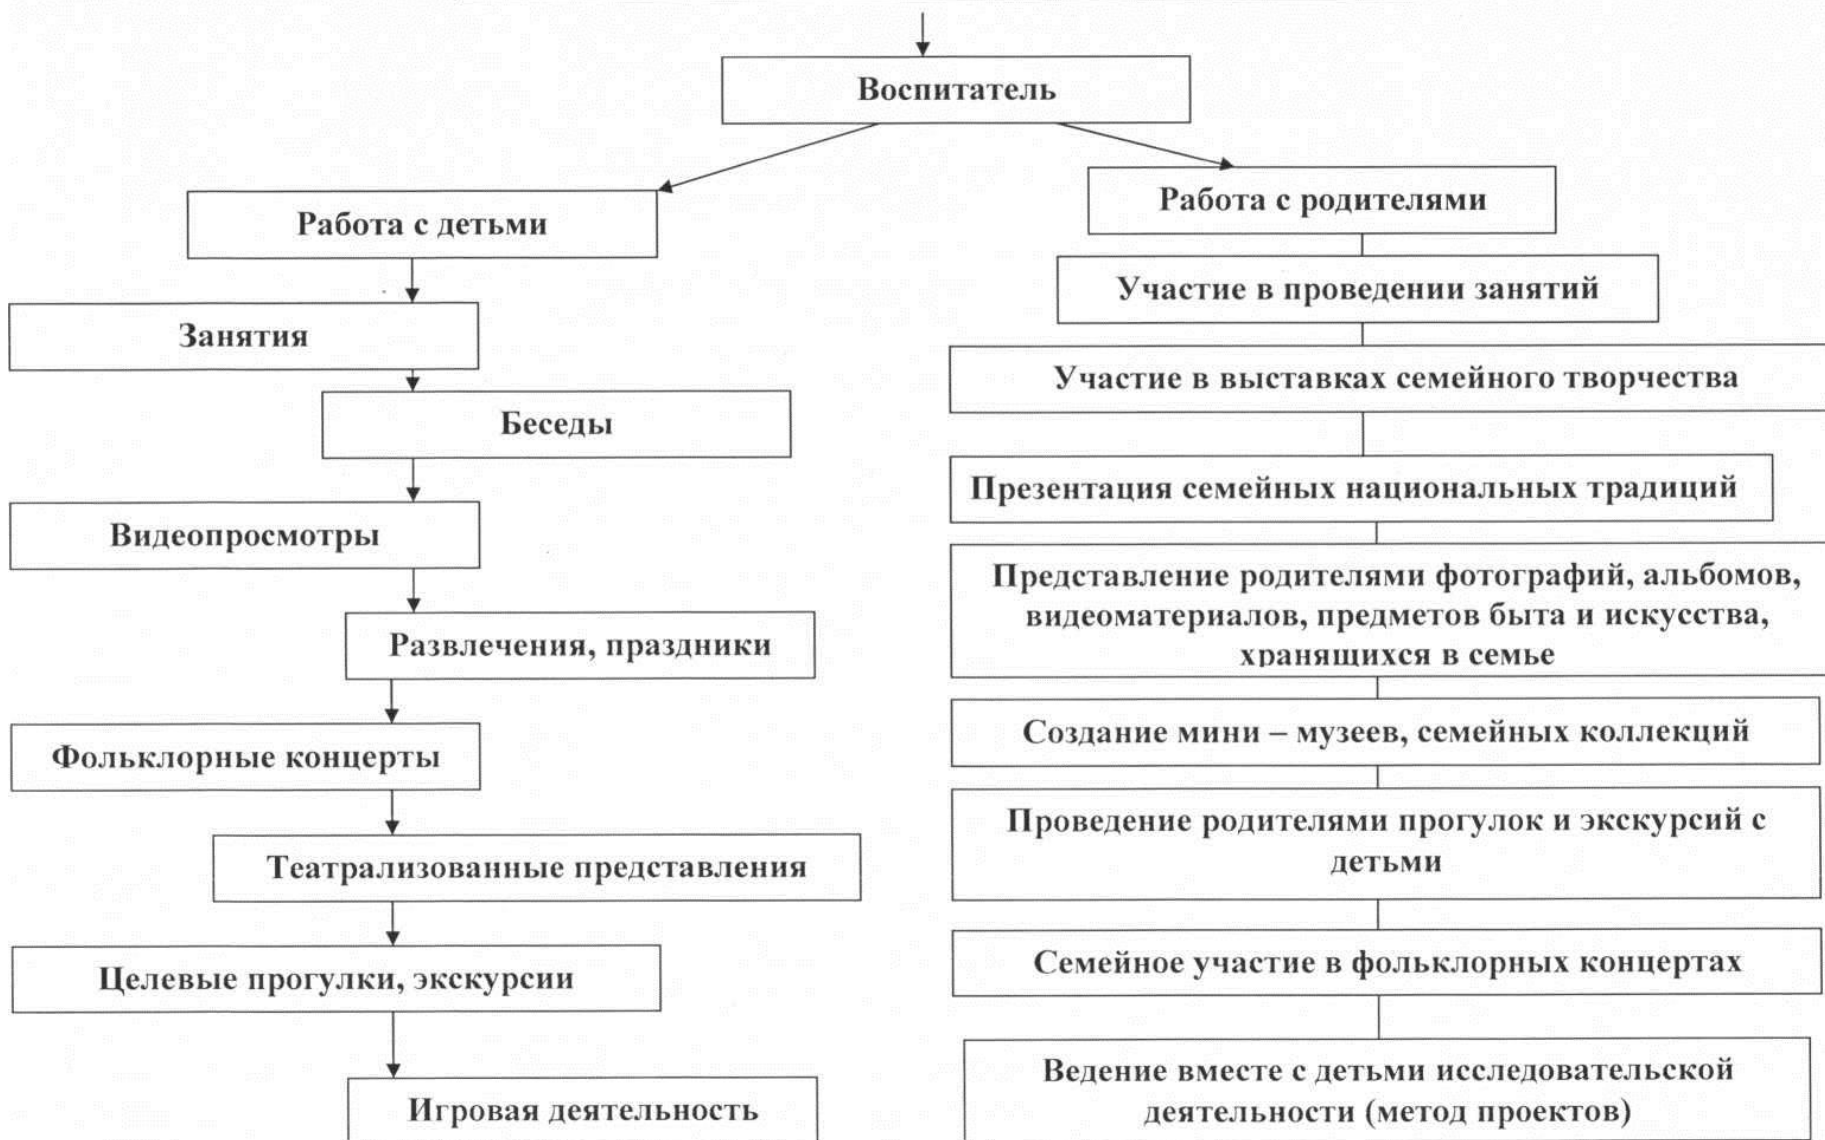 Воспитатель
Работа с детьми
Занятия
Беседы
Видеопросмотры
Развлечения, праздники
Фольклорные концерты
Театрализованные представления
Целевые прогулки, экскурсии
Игровая деятельность
Работа с родителями
Участие в проведении занятий
Участие в выставках семейного творчества
Презентация семейных национальных традиций
Представление родителями фотографий, альбомов,
видеоматериалов, предметов быта и искусства,
хранящихся в семье
Создание мини – музеев, семейных коллекций
Проведение родителями прогулок и экскурсий с
детьми
Семейное участие в фольклорных концертах
Ведение вместе с детьми исследовательской
деятельности (метод проектов)